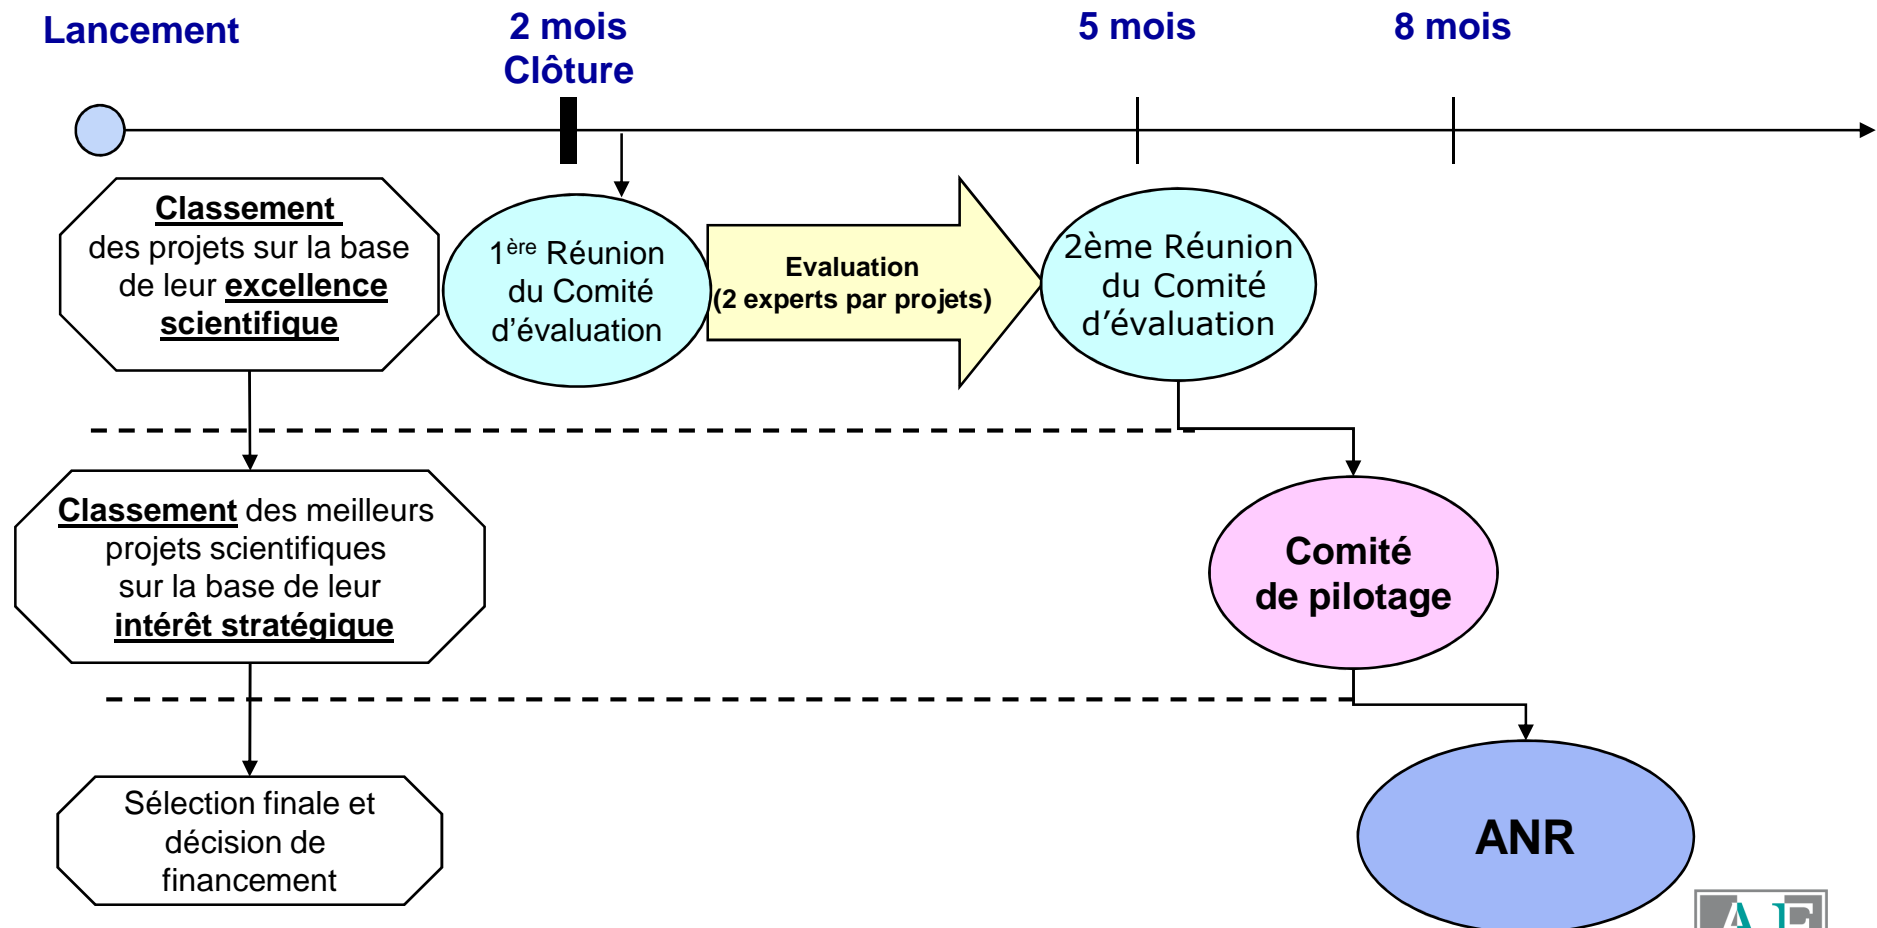 Lancement
2 mois
Clôture
5 mois
8 mois
Classement
des projets sur la base
de leur excellence
scientifique
1ère Réunion
du Comité
d’évaluation
Evaluation
(2 experts par projets)
2ème Réunion
du Comité
d’évaluation
Classement des meilleurs
projets scientifiques
sur la base de leur
intérêt stratégique
Comité
de pilotage
Sélection finale et
décision de
financement
ANR